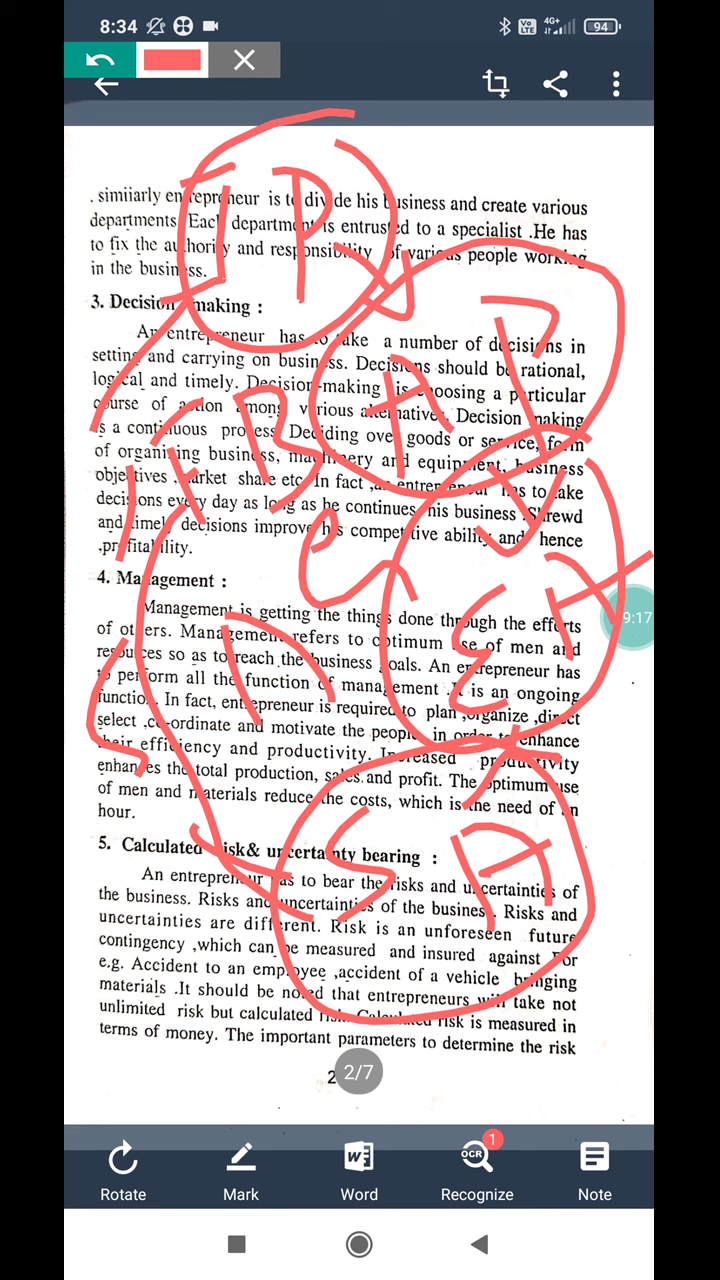 8:34
Vo LTE 4G+ 94
. similarly entrepreneur is to divide his business and create various
departments Each department is entrusted to a specialist .He has
to fix the authority and responsibility of various people working
in the business.
3. Decision making :
An entrepreneur has to take a number of decisions in
setting and carrying on business. Decisions should be rational,
logical and timely. Decision-making is choosing a particular
course of action among various alternatives. Decision making
is a continuous process. Deciding over goods or service, form
of organising business, machinery and equipment, business
objectives ,market share etc. In fact ,an entrepreneur has to take
decisions every day as long as he continues his business .Shrewd
and timely decisions improve his competitive ability and hence
.profitability.
4. Management :
Management is getting the things done through the efforts
of others. Management refers to optimum use of men and
resources so as to reach the business goals. An entrepreneur has
to perform all the function of management .It is an ongoing
function. In fact, entrepreneur is required to plan ,organize ,direct
select ,co-ordinate and motivate the people in order to enhance
their efficiency and productivity. Increased productivity
enhances the total production, sales and profit. The optimum use
of men and materials reduce the costs, which is the need of an
hour.
5. Calculated risk& uncertainty bearing :
An entrepreneur has to bear the risks and uncertainties of
the business. Risks and uncertainties of the business. Risks and
uncertainties are different. Risk is an unforeseen future
contingency ,which can be measured and insured against For
e.g. Accident to an employee ,accident of a vehicle bringing
materials .It should be noted that entrepreneurs will take not
unlimited risk but calculated risk. Calculated risk is measured in
terms of money. The important parameters to determine the risk
2
2/7
9:17
IP
AP
EA
SA
Rotate
Mark
Word
OCR 1
Recognize
Note